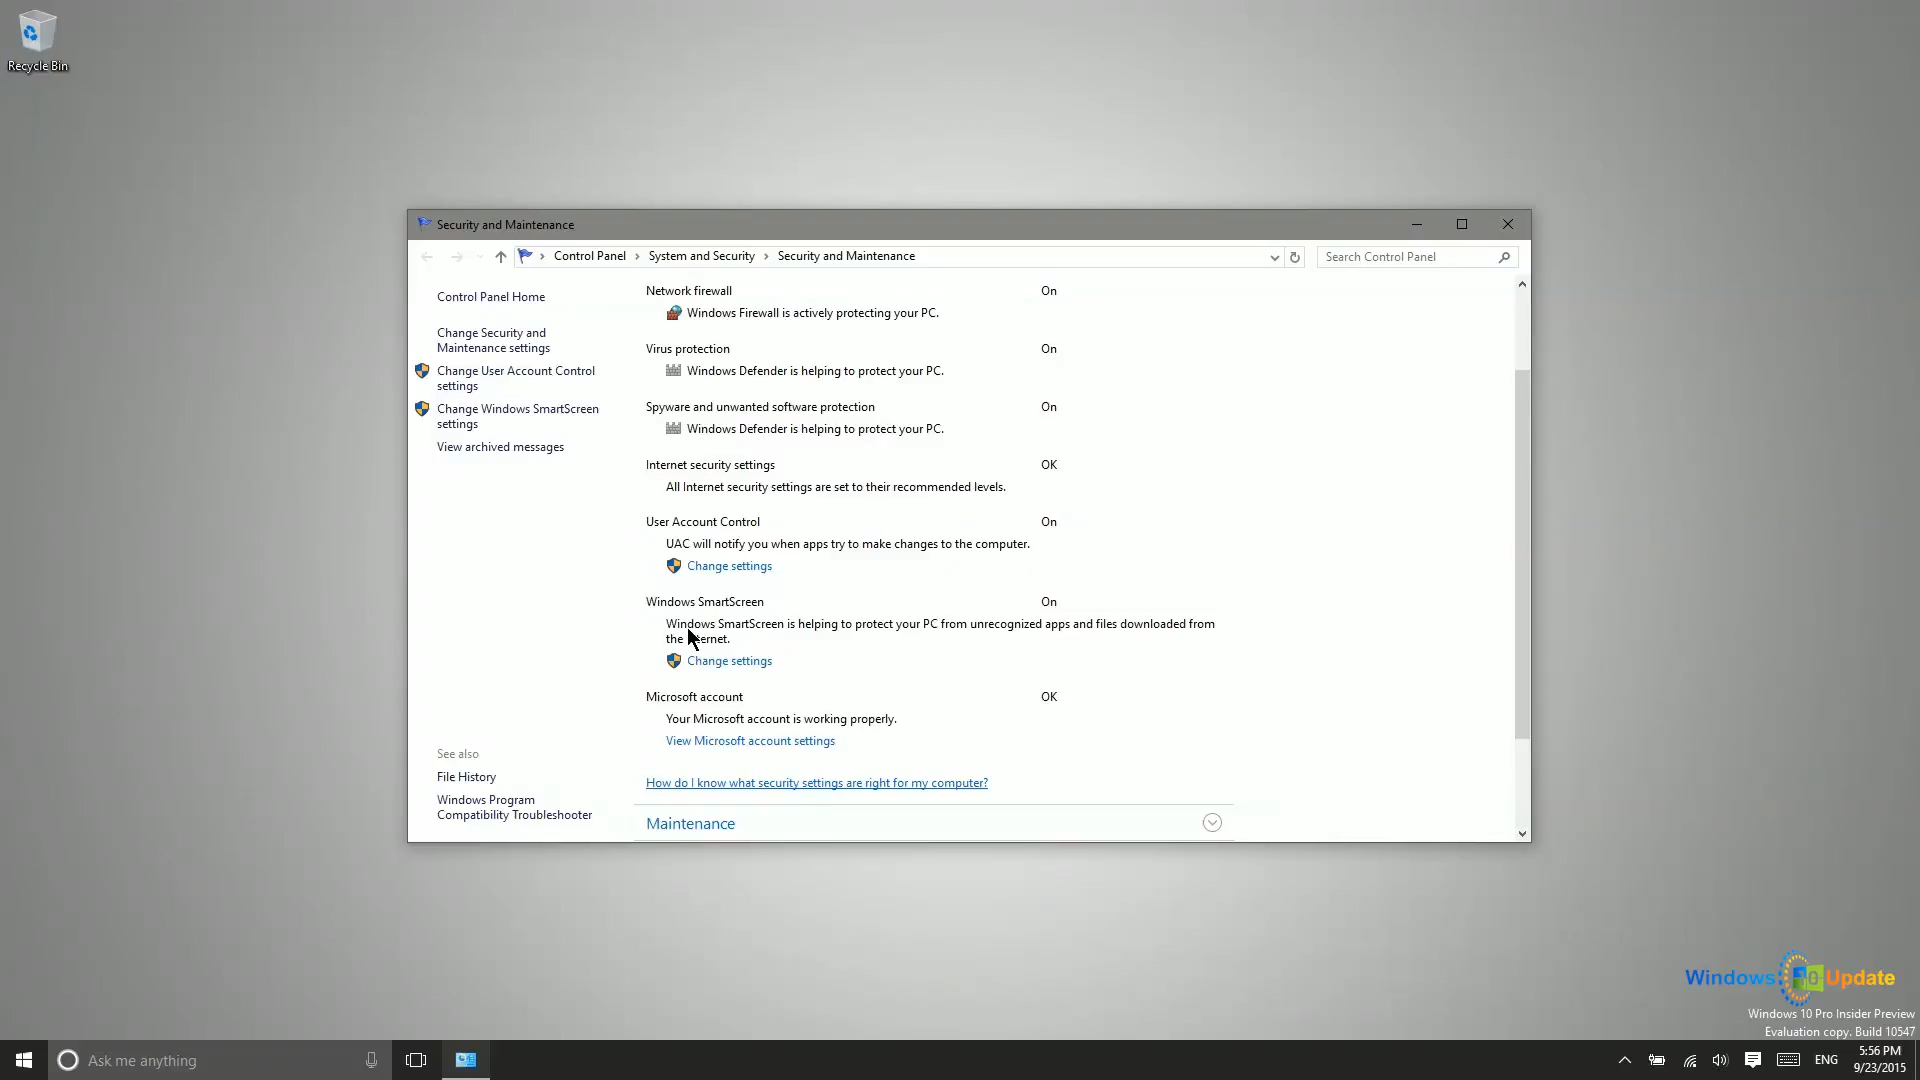 Recycle Bin
Security and Maintenance
Control Panel
System and Security
Security and Maintenance
Search Control Panel
Control Panel Home
Change Security and
Maintenance settings
Change User Account Control
settings
Change Windows SmartScreen
settings
View archived messages
See also
File History
Windows Program
Compatibility Troubleshooter
Network firewall On
Windows Firewall is actively protecting your PC.
Virus protection On
Windows Defender is helping to protect your PC.
Spyware and unwanted software protection On
Windows Defender is helping to protect your PC.
Internet security settings OK
All Internet security settings are set to their recommended levels.
User Account Control On
UAC will notify you when apps try to make changes to the computer.
Change settings
Windows SmartScreen On
Windows SmartScreen is helping to protect your PC from unrecognized apps and files downloaded from
the Internet.
Change settings
Microsoft account OK
Your Microsoft account is working properly.
View Microsoft account settings
How do I know what security settings are right for my computer?
Maintenance
Windows 10 Update
Windows 10 Pro Insider Preview
Evaluation copy. Build 10547
Ask me anything
ENG
5:56 PM
9/23/2015